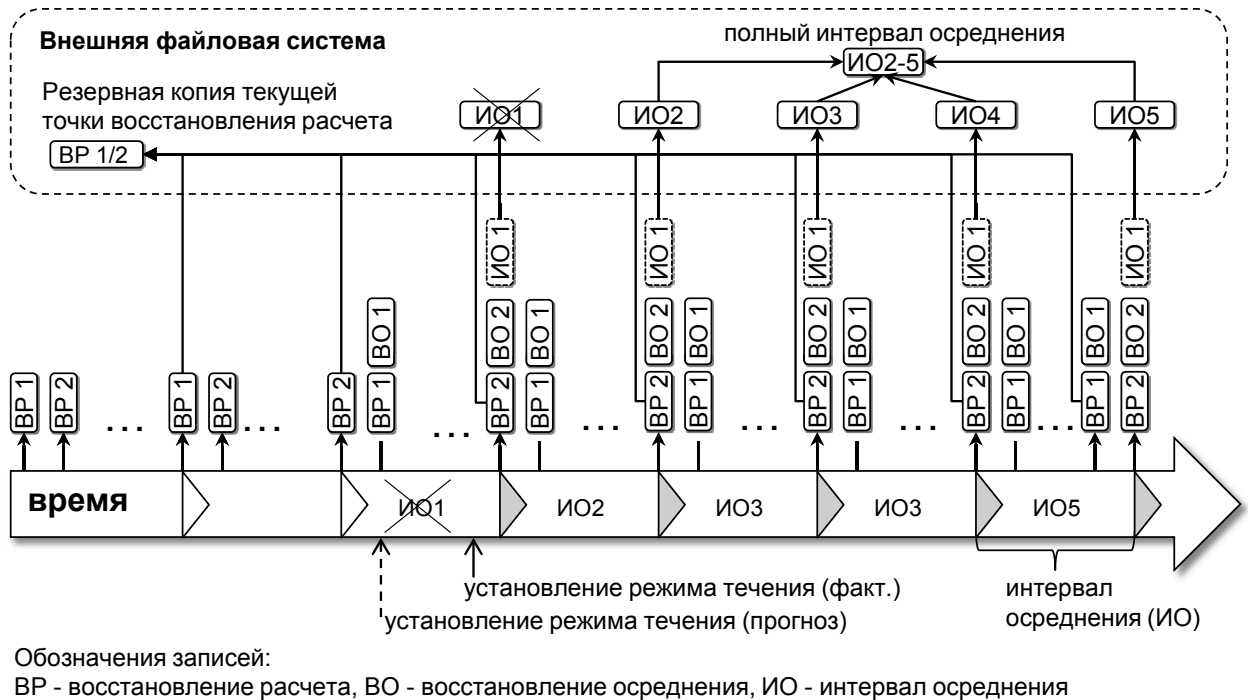 Внешняя файловая система
полный интервал осреднения
ИО2-5
Резервная копия текущей
точки восстановления расчета
ИО1 ИО2 ИО3 ИО4 ИО5
ВР 1/2
ИО 1 ИО 1 ИО 1 ИО 1 ИО 1
ВО 1 ВО 2 ВО 1 ВО 2 ВО 1 ВО 2 ВО 1 ВО 2 ВО 1 ВО 1 ВО 2
ВР 1 ВР 2 ... ВР 1 ВР 2 ... ВР 2 ВР 1 ... ВР 2 ВР 1 ... ВР 2 ВР 1 ... ВР 2 ВР 1 ... ВР 2 ВР 1 ... ВР 1 ВР 2
время ИО1 ИО2 ИО3 ИО3 ИО5
установление режима течения (факт.)
установление режима течения (прогноз)
интервал
осреднения (ИО)
Обозначения записей:
ВР - восстановление расчета, ВО - восстановление осреднения, ИО - интервал осреднения